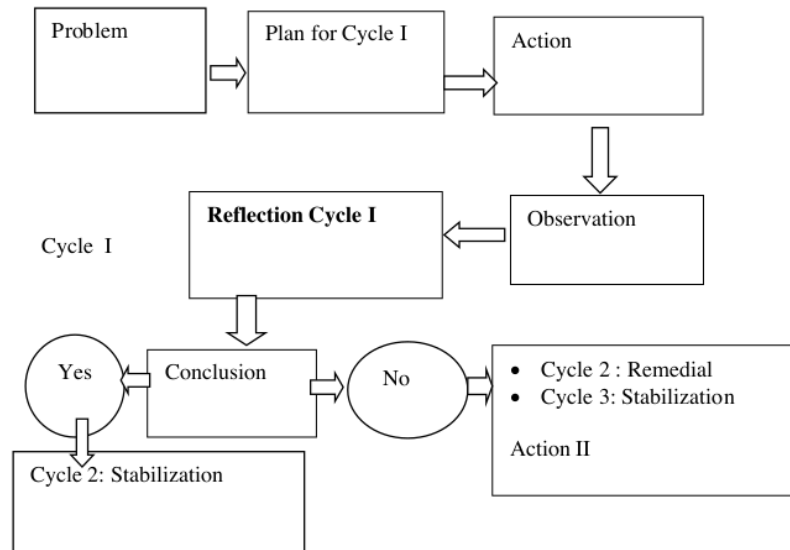 Problem
Plan for Cycle I
Action
Observation
Reflection Cycle I
Cycle I
Conclusion
Yes
No
• Cycle 2 : Remedial
• Cycle 3: Stabilization
Action II
Cycle 2: Stabilization